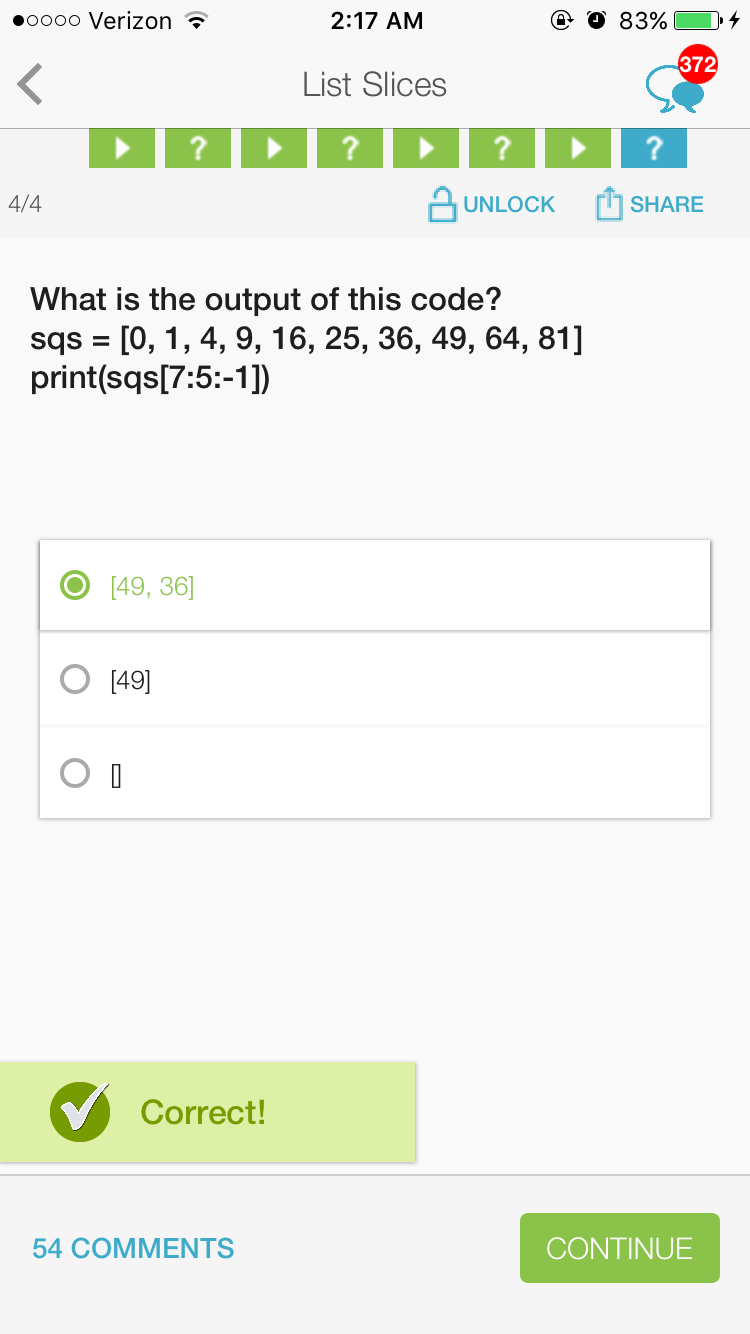 Verizon 2:17 AM 83%
List Slices
372
? ? ? ?
4/4 UNLOCK SHARE
What is the output of this code?
sqs = [0, 1, 4, 9, 16, 25, 36, 49, 64, 81]
print(sqs[7:5:-1])
[49, 36]
[49]
[]
Correct!
54 COMMENTS CONTINUE